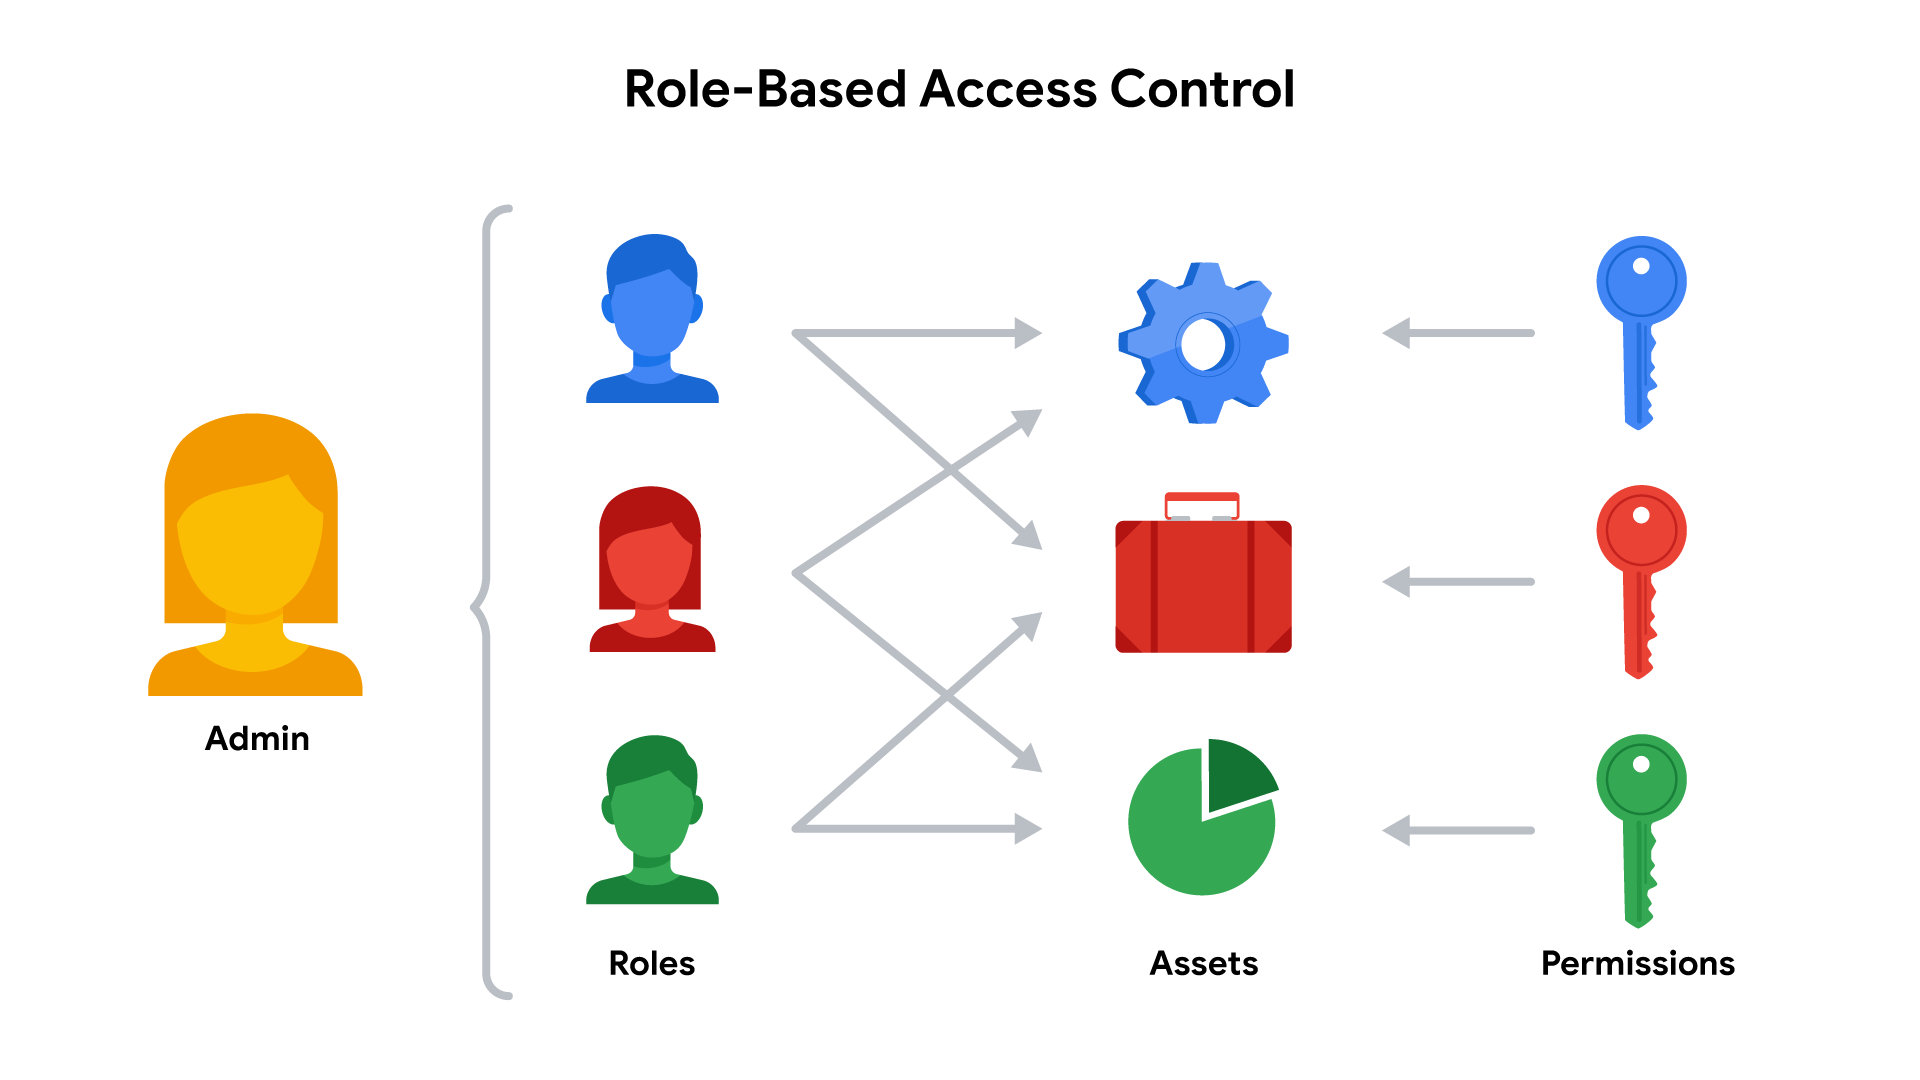 Role-Based Access Control
Admin
Roles
Assets
Permissions